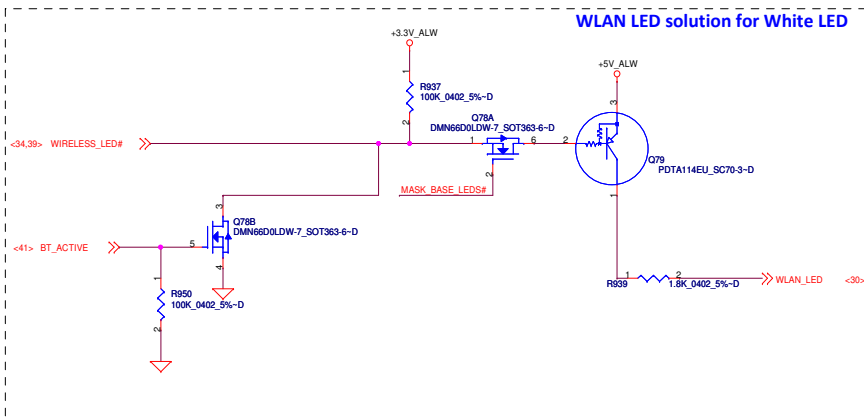 WLAN LED solution for White LED
+3.3V_ALW
+5V_ALW
1
R937
100K_0402_5%~D
2
Q78A
DMN66D0LDW-7_SOT363-6~D
3
<34,39> WIRELESS_LED#
1
6
2
2
Q79
PDTA114EU_SC70-3~D
MASK_BASE_LEDS#
1
3
Q78B
DMN66D0LDW-7_SOT363-6~D
<41> BT_ACTIVE
5
4
1
R950
100K_0402_5%~D
2
R939
1
2
1.8K_0402_5%~D
WLAN_LED <30>